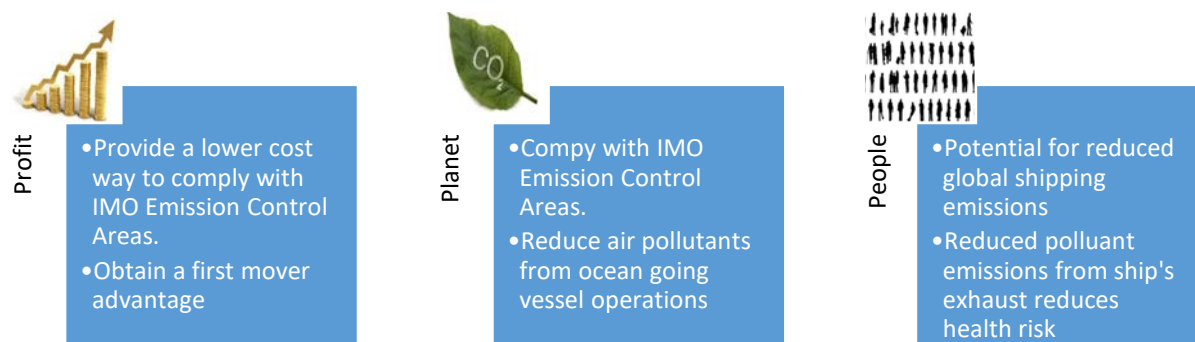 Profit
•Provide a lower cost
way to comply with
IMO Emission Control
Areas.
•Obtain a first mover
advantage
CO2
Planet
•Compy with IMO
Emission Control
Areas.
•Reduce air pollutants
from ocean going
vessel operations
People
•Potential for reduced
global shipping
emissions
•Reduced polluant
emissions from ship's
exhaust reduces
health risk